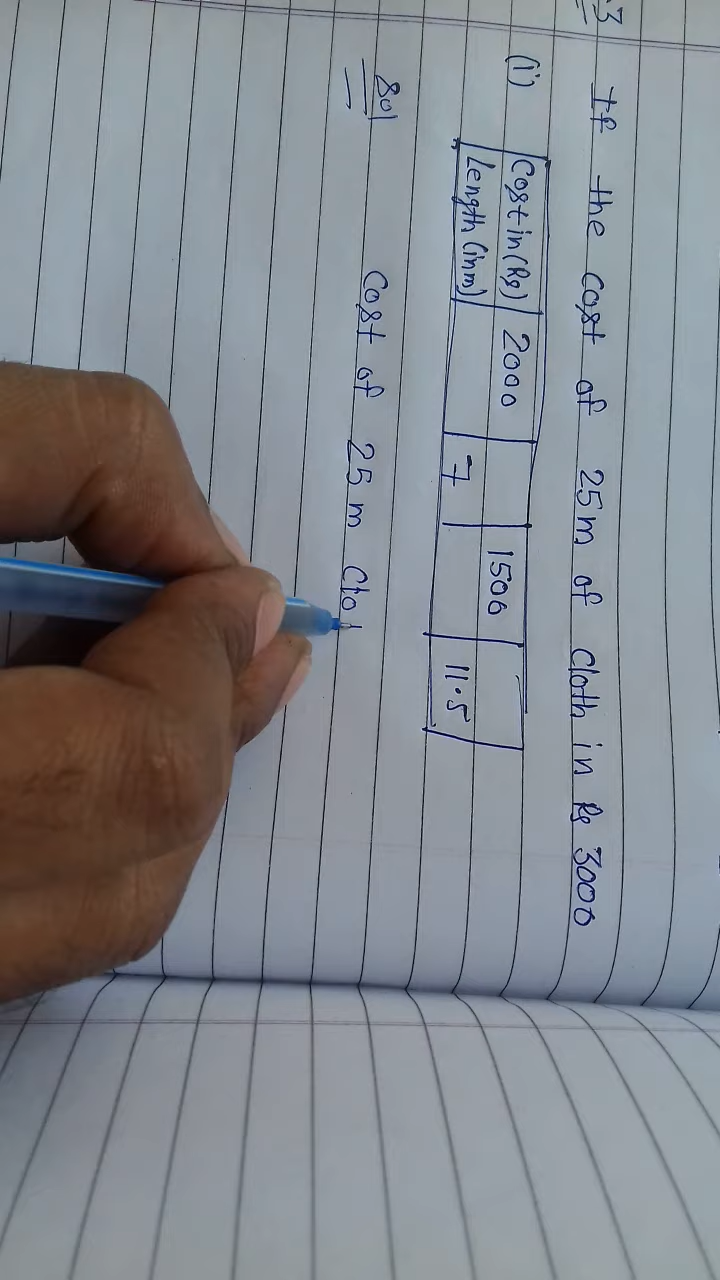 3
If the cost of 25m of Cloth in Rs 3000
(i)
Cost in (Rs) 2000 1500
Length (in m) 7 11.5
Sol
Cost of 25 m Clo